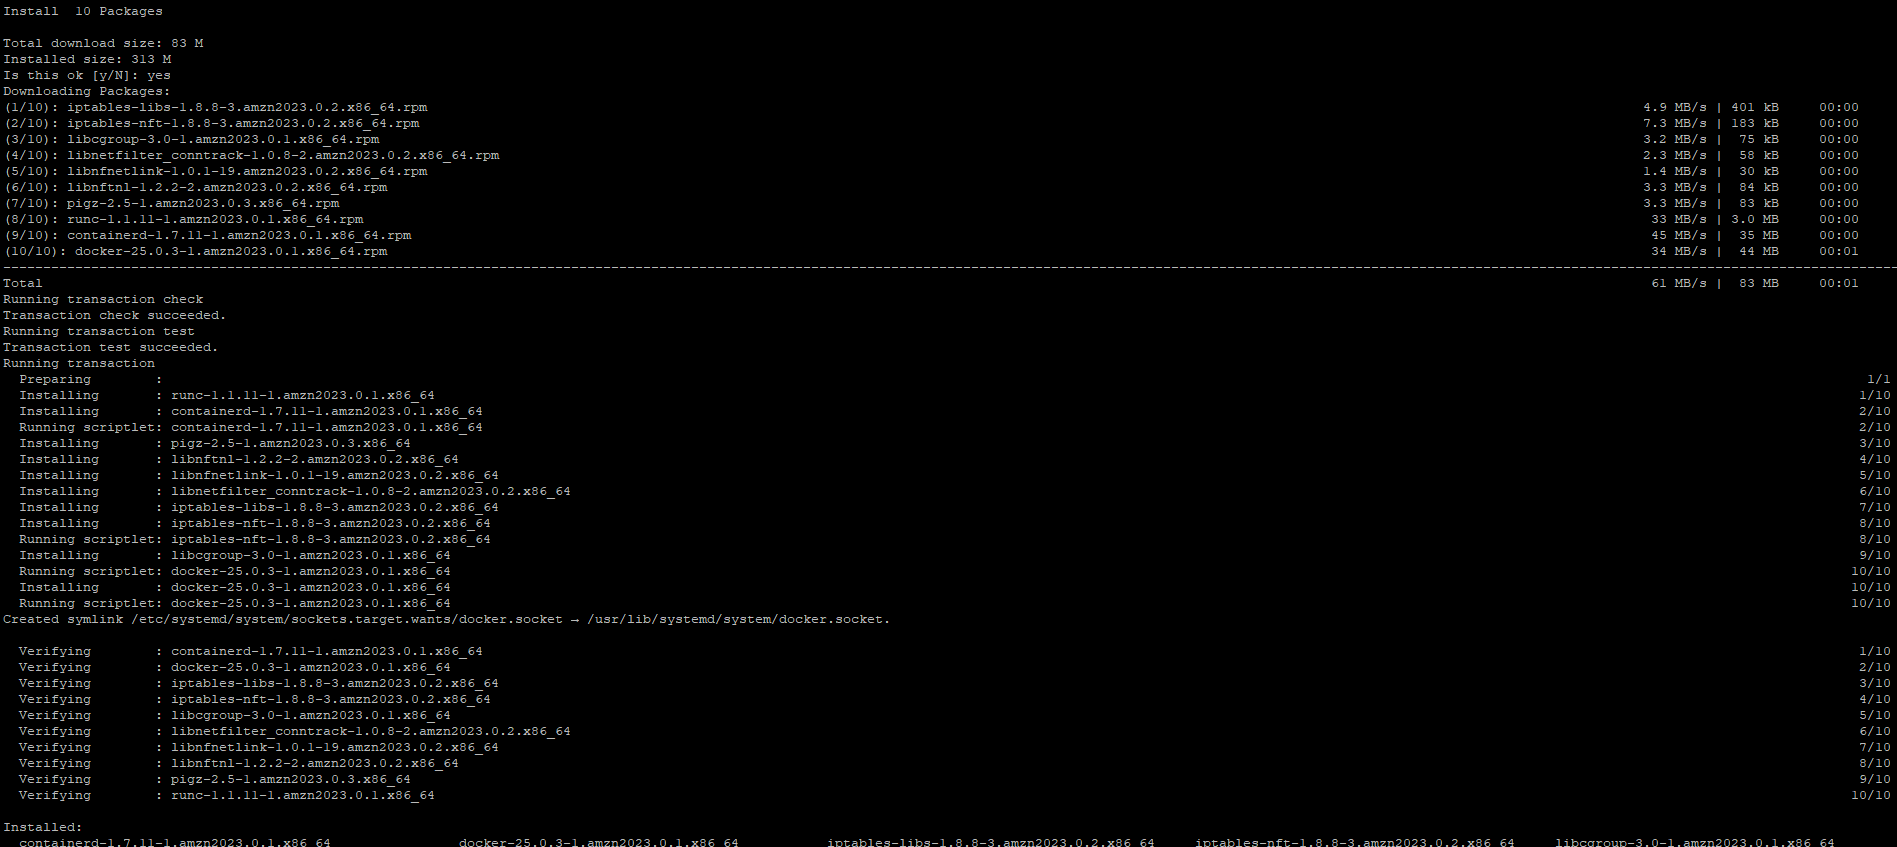 Install  10 Packages
Total download size: 83 M
Installed size: 313 M
Is this ok [y/N]: yes
Downloading Packages:
(1/10): iptables-libs-1.8.8-3.amzn2023.0.2.x86_64.rpm 4.9 MB/s | 401 kB 00:00
(2/10): iptables-nft-1.8.8-3.amzn2023.0.2.x86_64.rpm 7.3 MB/s | 183 kB 00:00
(3/10): libcgroup-3.0-1.amzn2023.0.1.x86_64.rpm 3.2 MB/s | 75 kB 00:00
(4/10): libnetfilter_conntrack-1.0.8-2.amzn2023.0.2.x86_64.rpm 2.3 MB/s | 58 kB 00:00
(5/10): libnfnetlink-1.0.1-19.amzn2023.0.2.x86_64.rpm 1.4 MB/s | 30 kB 00:00
(6/10): libnftnl-1.2.2-2.amzn2023.0.2.x86_64.rpm 3.3 MB/s | 84 kB 00:00
(7/10): pigz-2.5-1.amzn2023.0.3.x86_64.rpm 3.3 MB/s | 83 kB 00:00
(8/10): runc-1.1.11-1.amzn2023.0.1.x86_64.rpm 33 MB/s | 3.0 MB 00:00
(9/10): containerd-1.7.11-1.amzn2023.0.1.x86_64.rpm 45 MB/s | 35 MB 00:00
(10/10): docker-25.0.3-1.amzn2023.0.1.x86_64.rpm 34 MB/s | 44 MB 00:01
Total 61 MB/s | 83 MB 00:01
Running transaction check
Transaction check succeeded.
Running transaction test
Transaction test succeeded.
Running transaction
Preparing : 1/1
Installing : runc-1.1.11-1.amzn2023.0.1.x86_64 1/10
Installing : containerd-1.7.11-1.amzn2023.0.1.x86_64 2/10
Running scriptlet: containerd-1.7.11-1.amzn2023.0.1.x86_64 2/10
Installing : pigz-2.5-1.amzn2023.0.3.x86_64 3/10
Installing : libnftnl-1.2.2-2.amzn2023.0.2.x86_64 4/10
Installing : libnfnetlink-1.0.1-19.amzn2023.0.2.x86_64 5/10
Installing : libnetfilter_conntrack-1.0.8-2.amzn2023.0.2.x86_64 6/10
Installing : iptables-libs-1.8.8-3.amzn2023.0.2.x86_64 7/10
Installing : iptables-nft-1.8.8-3.amzn2023.0.2.x86_64 8/10
Running scriptlet: iptables-nft-1.8.8-3.amzn2023.0.2.x86_64 8/10
Installing : libcgroup-3.0-1.amzn2023.0.1.x86_64 9/10
Running scriptlet: docker-25.0.3-1.amzn2023.0.1.x86_64 10/10
Installing : docker-25.0.3-1.amzn2023.0.1.x86_64 10/10
Running scriptlet: docker-25.0.3-1.amzn2023.0.1.x86_64 10/10
Created symlink /etc/systemd/system/sockets.target.wants/docker.socket → /usr/lib/systemd/system/docker.socket.
Verifying : containerd-1.7.11-1.amzn2023.0.1.x86_64 1/10
Verifying : docker-25.0.3-1.amzn2023.0.1.x86_64 2/10
Verifying : iptables-libs-1.8.8-3.amzn2023.0.2.x86_64 3/10
Verifying : iptables-nft-1.8.8-3.amzn2023.0.2.x86_64 4/10
Verifying : libcgroup-3.0-1.amzn2023.0.1.x86_64 5/10
Verifying : libnetfilter_conntrack-1.0.8-2.amzn2023.0.2.x86_64 6/10
Verifying : libnfnetlink-1.0.1-19.amzn2023.0.2.x86_64 7/10
Verifying : libnftnl-1.2.2-2.amzn2023.0.2.x86_64 8/10
Verifying : pigz-2.5-1.amzn2023.0.3.x86_64 9/10
Verifying : runc-1.1.11-1.amzn2023.0.1.x86_64 10/10
Installed:
containerd-1.7.11-1.amzn2023.0.1.x86_64 docker-25.0.3-1.amzn2023.0.1.x86_64 iptables-libs-1.8.8-3.amzn2023.0.2.x86_64 iptables-nft-1.8.8-3.amzn2023.0.2.x86_64 libcgroup-3.0-1.amzn2023.0.1.x86_64